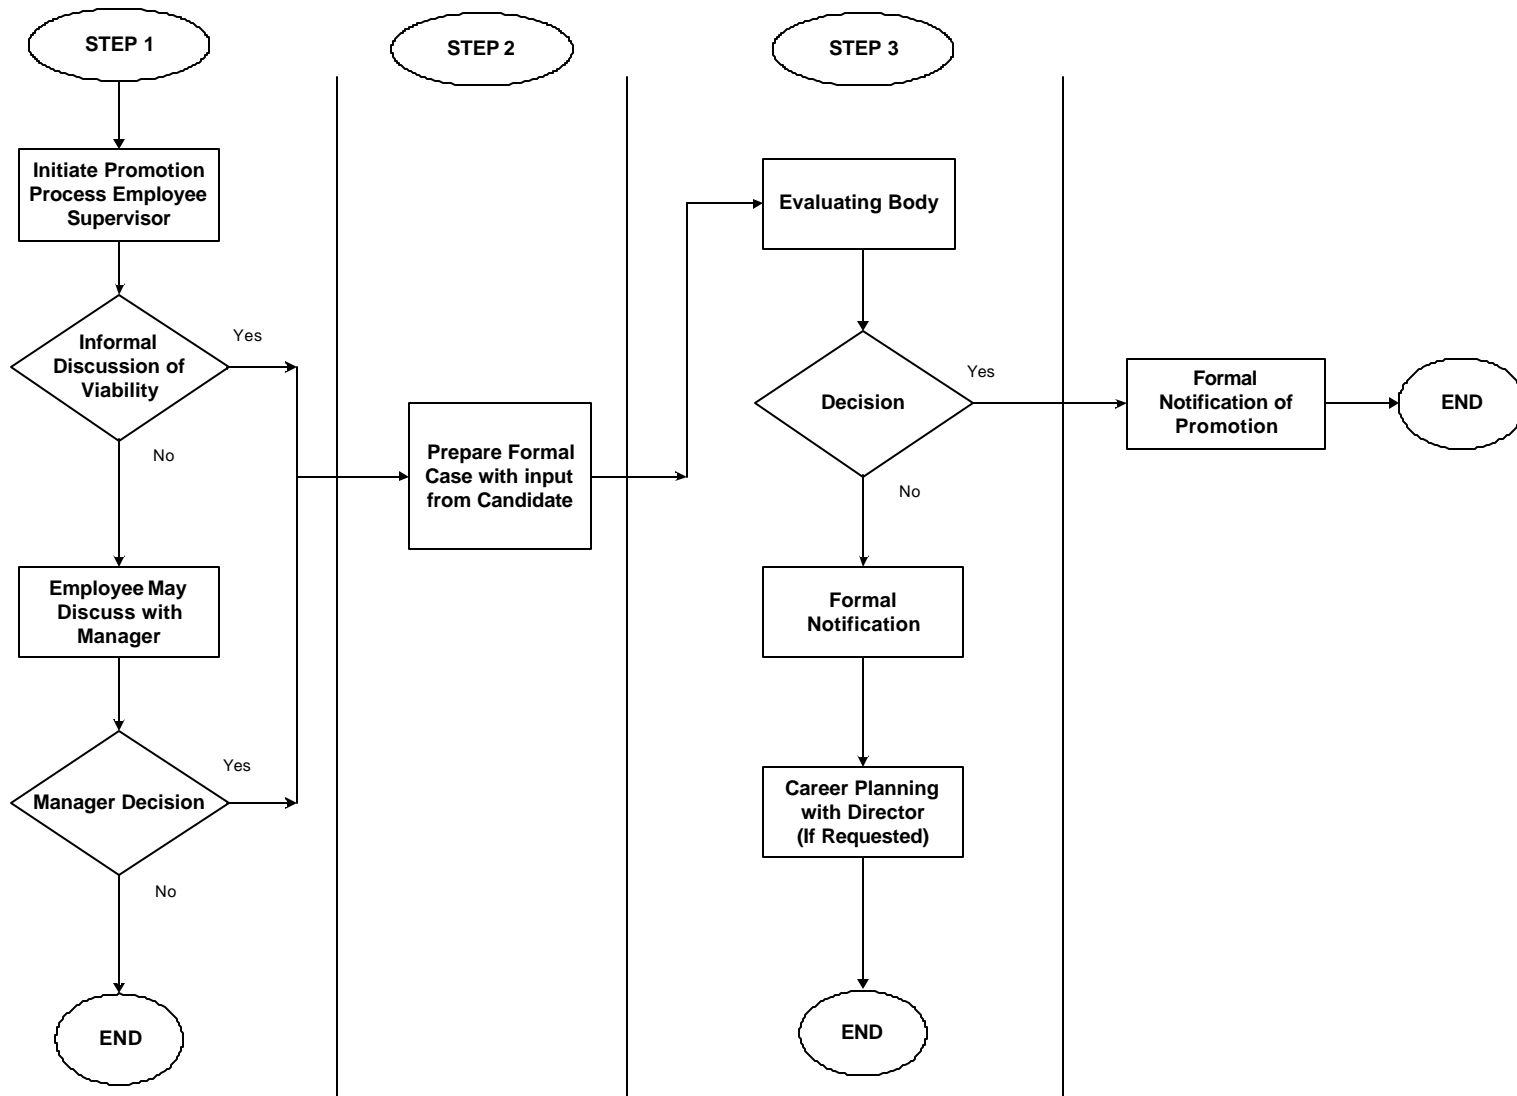 STEP 1
Initiate Promotion
Process Employee
Supervisor
Informal
Discussion of
Viability
Yes
No
Employee May
Discuss with
Manager
Manager Decision
Yes
No
END
STEP 2
Prepare Formal
Case with input
from Candidate
STEP 3
Evaluating Body
Decision
Yes
No
Formal
Notification
Career Planning
with Director
(If Requested)
END
Formal
Notification of
Promotion
END